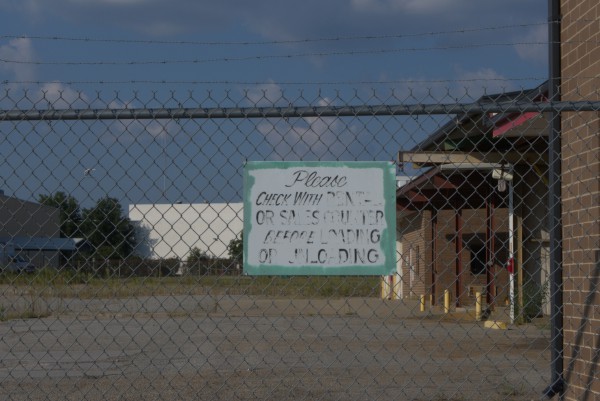 Please
CHECK WITH RENTAL
OR SALES COUNTER
BEFORE LOADING
OR UNLOADING